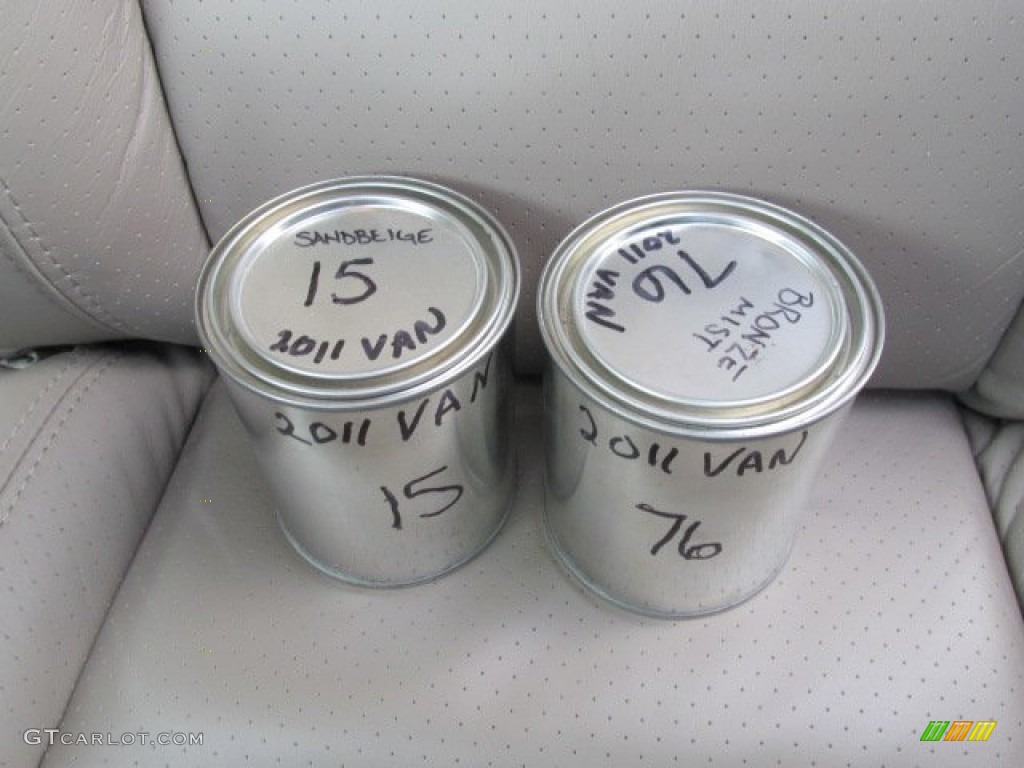 SANDBEIGE
15
2011 VAN
2011 VAN
15
2011 VAN
76
BRONZE
MIST
2011 VAN
76
GTCARLOT.COM